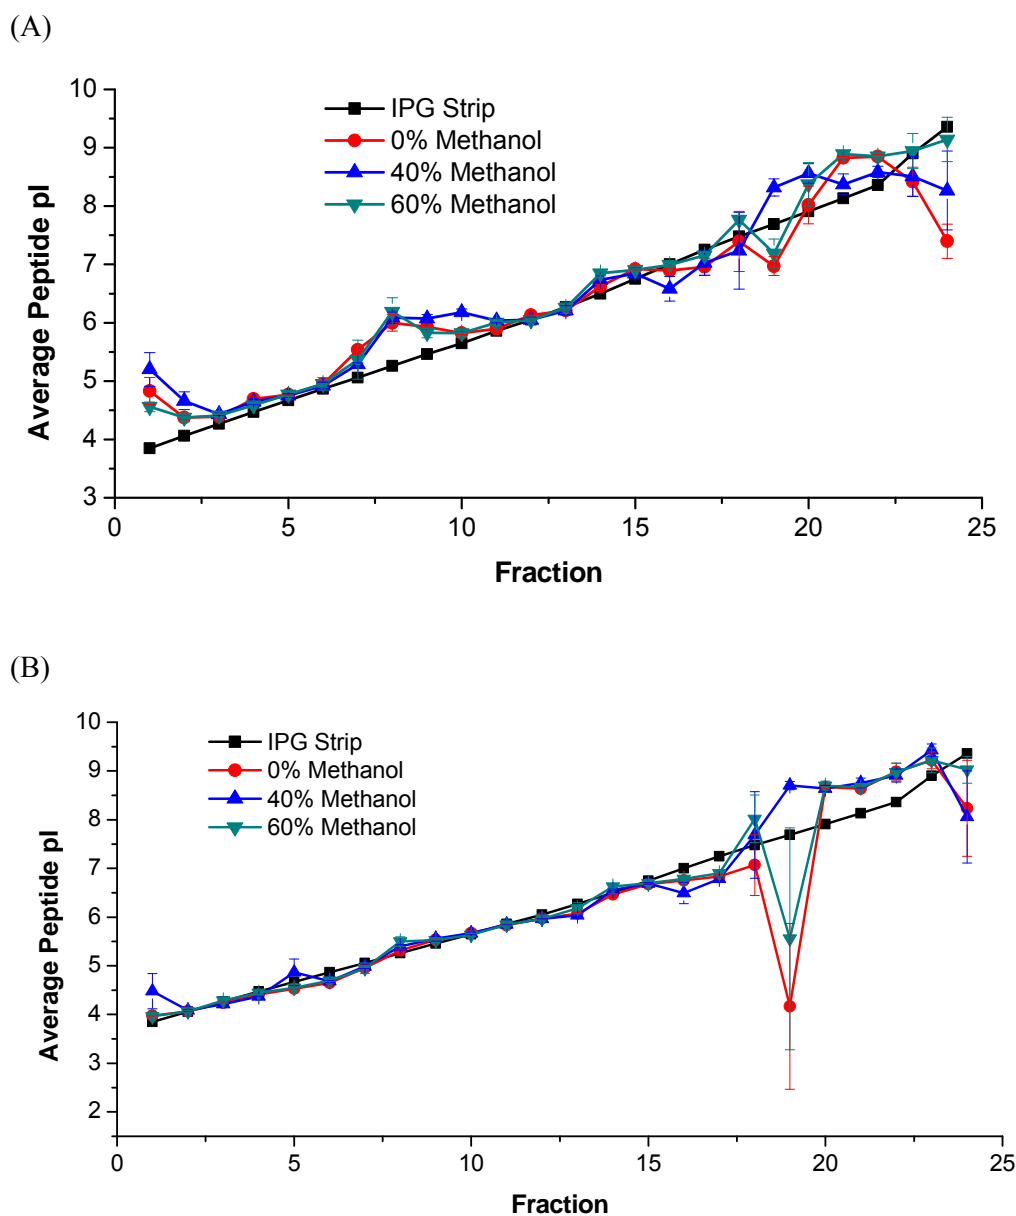 (A)
10
9
8
7
6
5
4
3
Average Peptide pI
IPG Strip
0% Methanol
40% Methanol
60% Methanol
0 5 10 15 20 25
Fraction
(B)
10
9
8
7
6
5
4
3
2
Average Peptide pI
IPG Strip
0% Methanol
40% Methanol
60% Methanol
0 5 10 15 20 25
Fraction